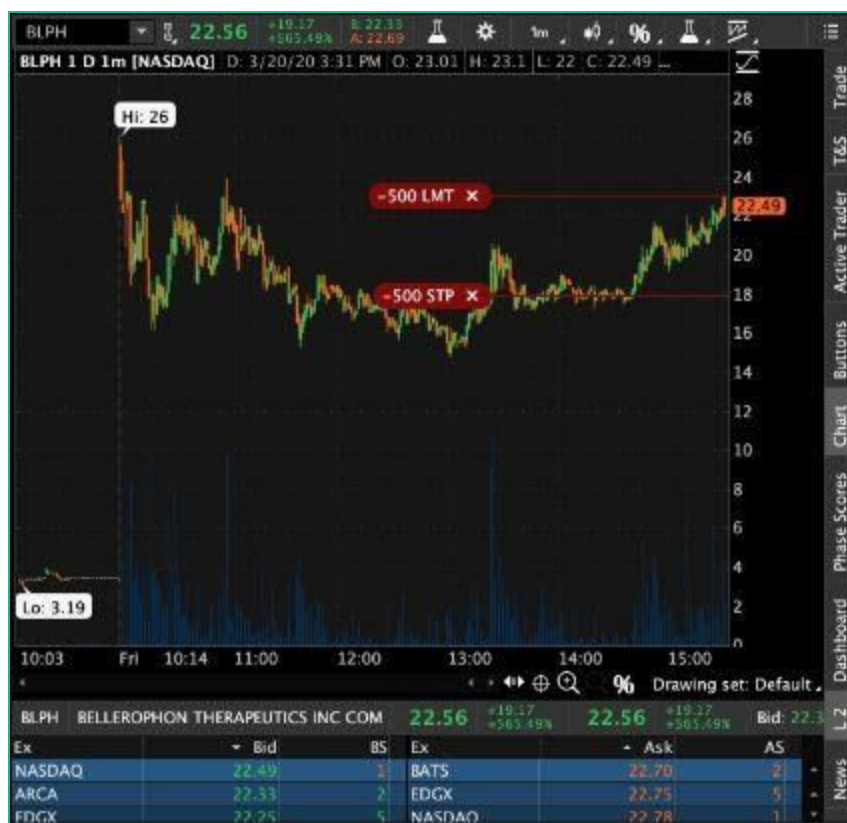 BLPH 22.56 +19.17 B: 22.33 1m %
+565.49% A: 22.69
BLPH 1 D 1m [NASDAQ] D: 3/20/20 3:31 PM O: 23.01 H: 23.1 L: 22 C: 22.49 ...
Trade
T&S
Active Trader
Buttons
Chart
Phase Scores
Dashboard
L 2
News
28
Hi: 26
26
24
-500 LMT ×
22.49
22
20
-500 STP ×
18
16
14
12
10
8
6
4
Lo: 3.19
2
0
10:03 Fri 10:14 11:00 12:00 13:00 14:00 15:00
% Drawing set: Default
BLPH BELLEROPHON THERAPEUTICS INC COM 22.56 +19.17 22.56 +19.17 Bid: 22.3
+565.49% +565.49%
Ex Bid BS Ex Ask AS
NASDAQ 22.49 1 BATS 22.70 2
ARCA 22.33 2 EDGX 22.75 5
EDGX 22.25 5 NASDAQ 22.78 1